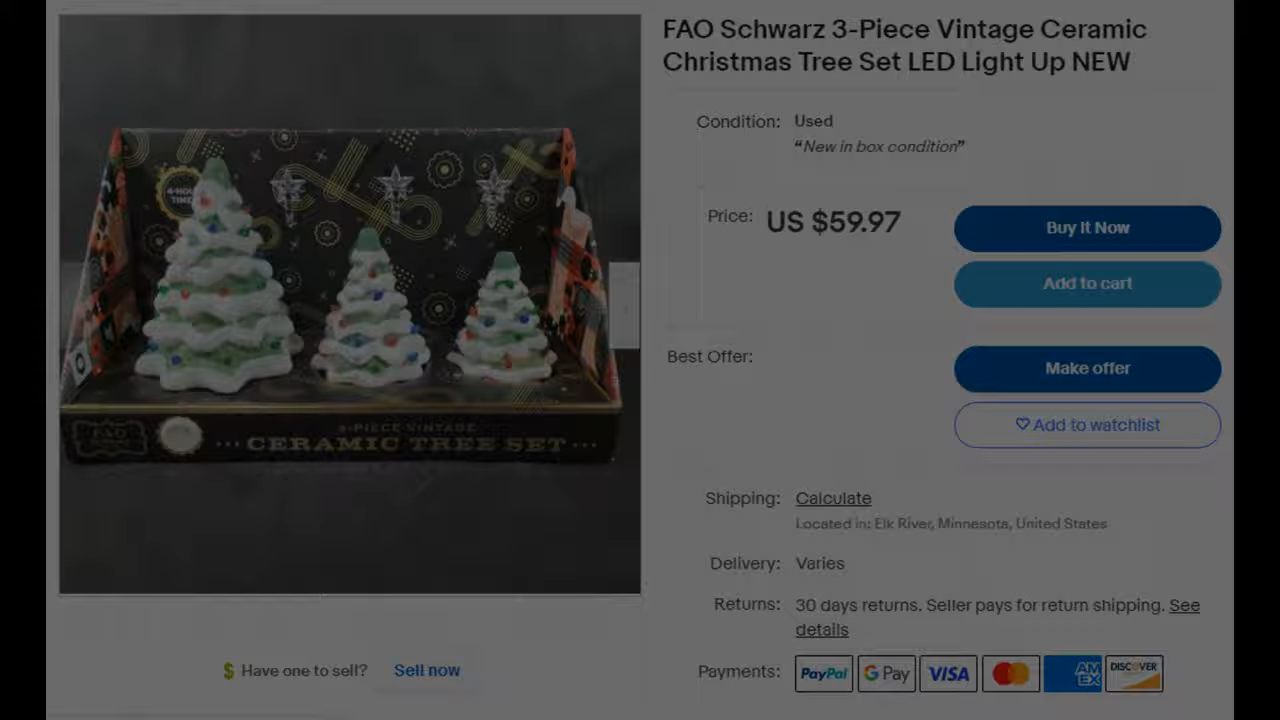 FAO Schwarz 3-Piece Vintage Ceramic
Christmas Tree Set LED Light Up NEW
Condition: Used
“New in box condition”
Price: US $59.97
Buy It Now
Add to cart
Best Offer:
Make offer
Add to watchlist
Shipping: Calculate
Located in: Elk River, Minnesota, United States
Delivery: Varies
Returns: 30 days returns. Seller pays for return shipping. See
details
Payments: PayPal G Pay VISA AM EX DISCOVER
4-HOUR
TIMER
FAO
3-PIECE VINTAGE
CERAMIC TREE SET
$ Have one to sell? Sell now